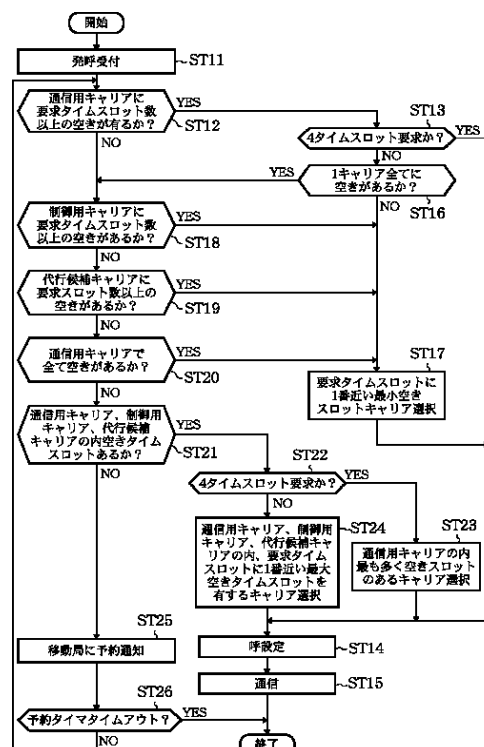 開始
発呼受付
ST11
通信用キャリアに
要求タイムスロット数
以上の空きが有るか？
ST12
YES
NO
ST13
4タイムスロット要求か？
YES
NO
1キャリア全てに
空きがあるか？
ST16
YES
NO
制御用キャリアに
要求タイムスロット数
以上の空きがあるか？
ST18
YES
NO
代行候補キャリアに
要求スロット数以上の
空きがあるか？
ST19
YES
NO
通信用キャリアで
全て空きがあるか？
ST20
YES
NO
ST17
要求タイムスロットに
1番近い最小空き
スロットキャリア選択
通信用キャリア、制御用
キャリア、代行候補
キャリアの内空きタイム
スロットあるか？
ST21
YES
NO
ST22
4タイムスロット要求か？
YES
NO
ST24
通信用キャリア、制御用
キャリア、代行候補キャ
リアの内、要求タイム
スロットに1番近い最大
空きタイムスロットを
有するキャリア選択
ST23
通信用キャリアの内
最も多く空きスロット
のあるキャリア選択
ST25
移動局に予約通知
呼設定
ST14
通信
ST15
ST26
予約タイマタイムアウト？
YES
NO
終了